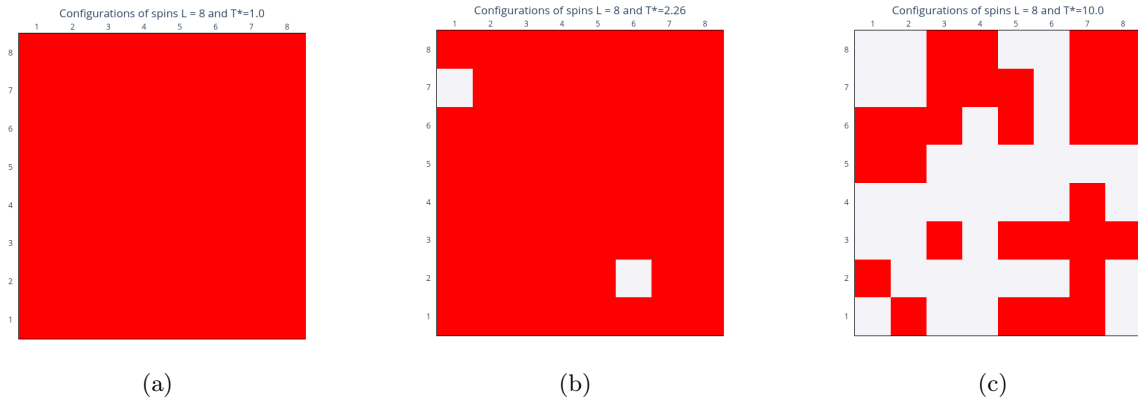 Configurations of spins L = 8 and T*=1.0
1 2 3 4 5 6 7 8
8
7
6
5
4
3
2
1
(a)
Configurations of spins L = 8 and T*=2.26
1 2 3 4 5 6 7 8
8
7
6
5
4
3
2
1
(b)
Configurations of spins L = 8 and T*=10.0
1 2 3 4 5 6 7 8
8
7
6
5
4
3
2
1
(c)